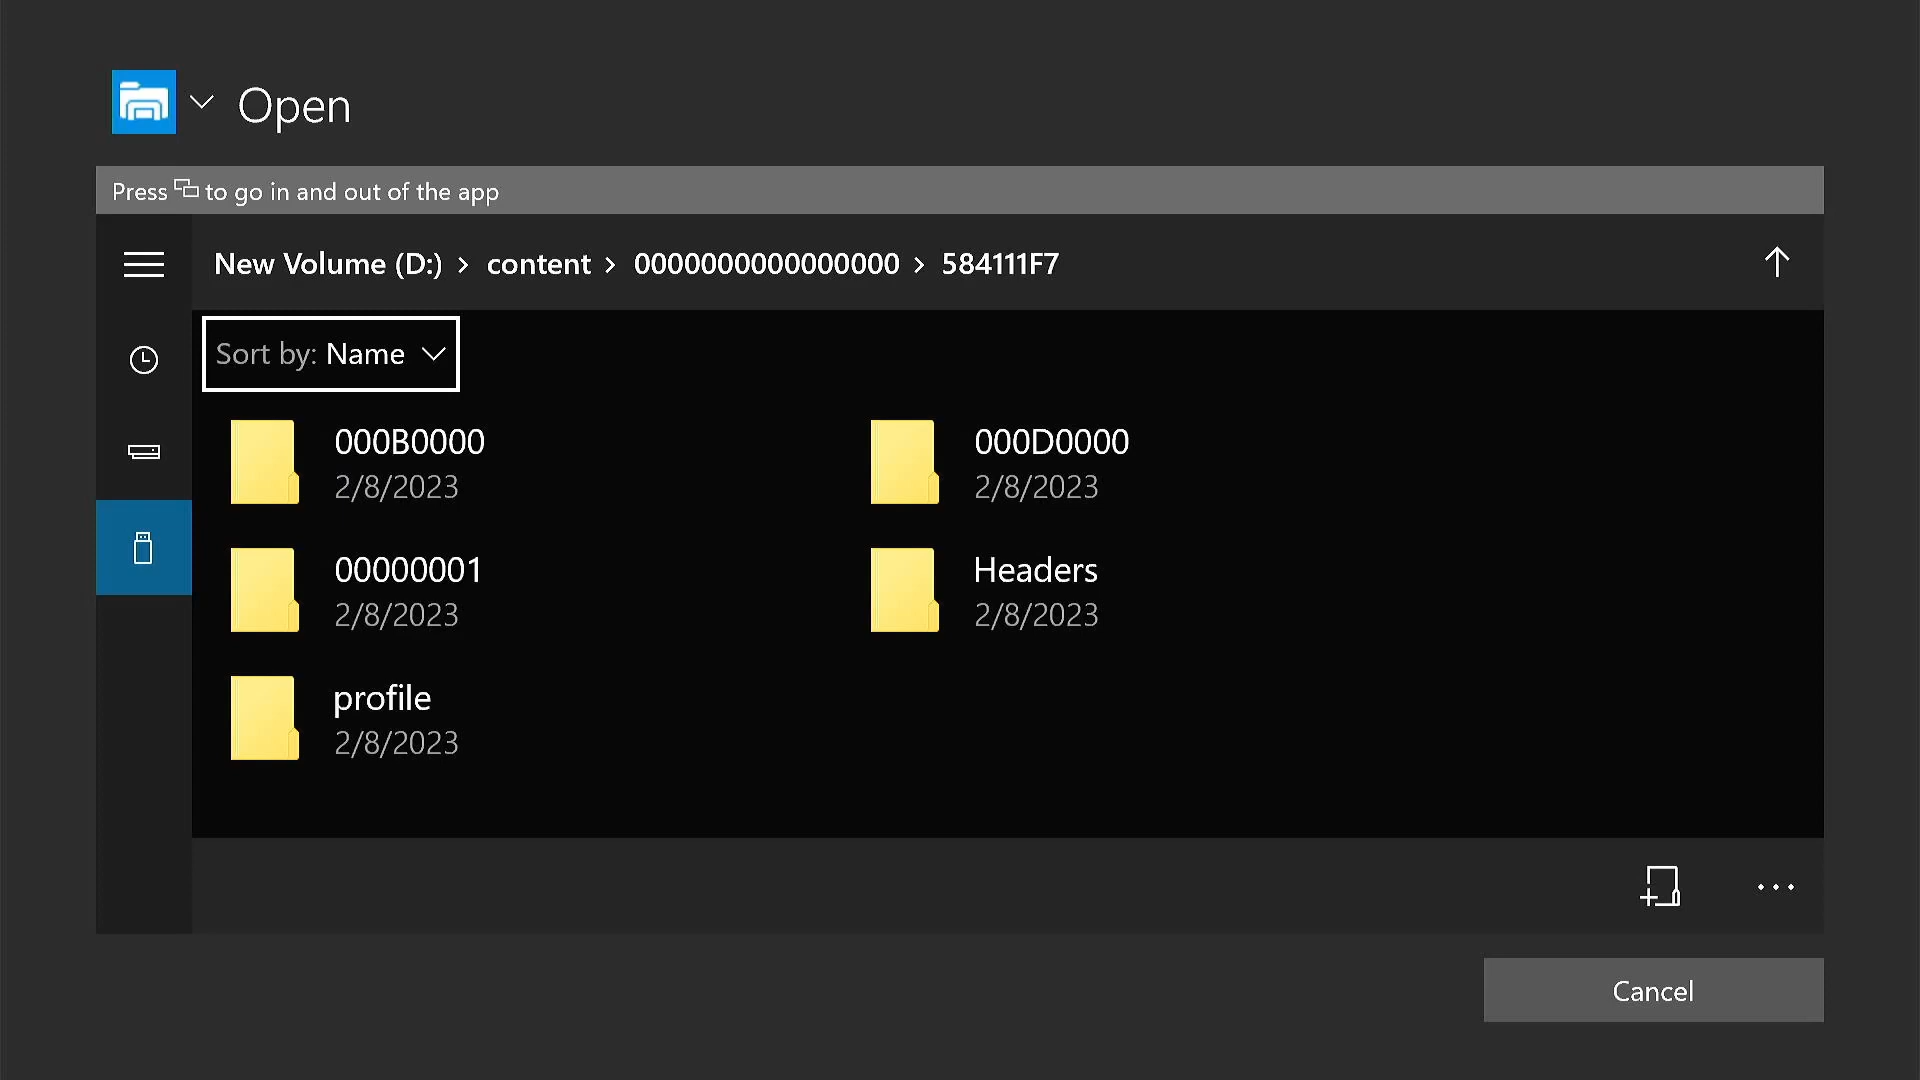 Open
Press to go in and out of the app
New Volume (D:) > content > 0000000000000000 > 584111F7
Sort by: Name
000B0000
2/8/2023
000D0000
2/8/2023
00000001
2/8/2023
Headers
2/8/2023
profile
2/8/2023
Cancel